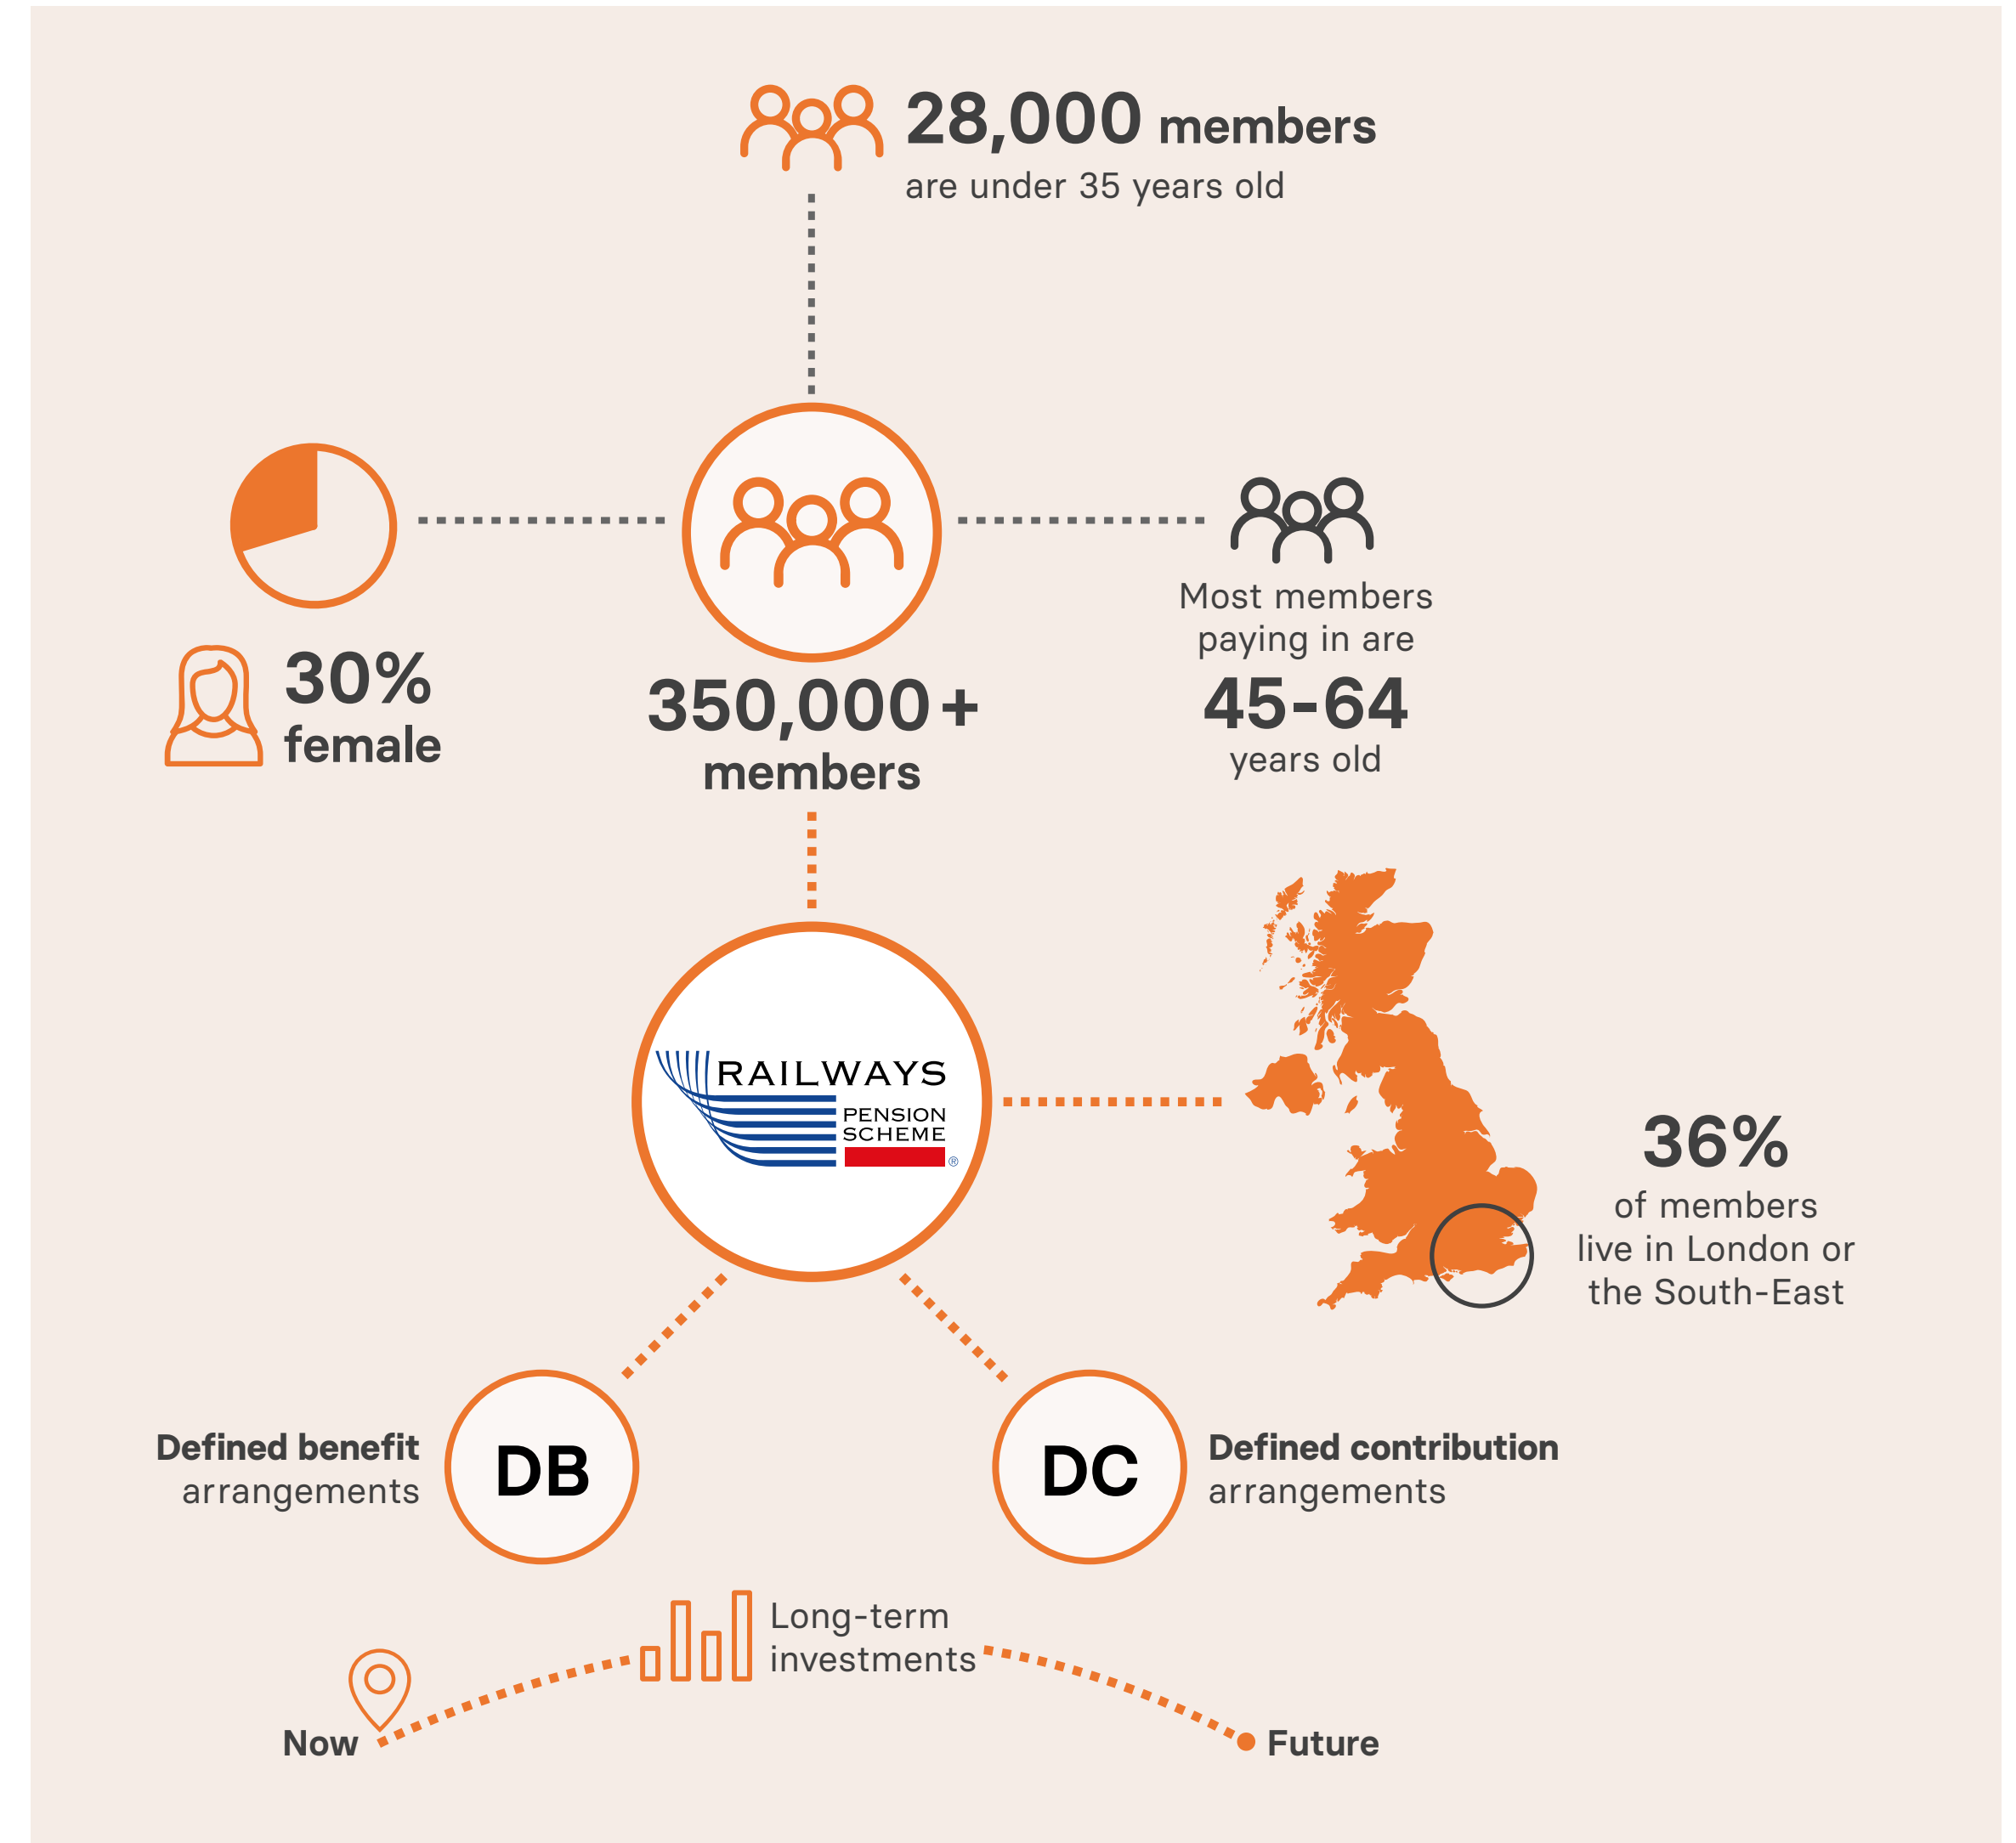 28,000 members
are under 35 years old
30%
female
350,000+
members
Most members
paying in are
45-64
years old
RAILWAYS
PENSION
SCHEME
®
36%
of members
live in London or
the South-East
Defined benefit
arrangements
DB
DC
Defined contribution
arrangements
Long-term
investments
Now
Future